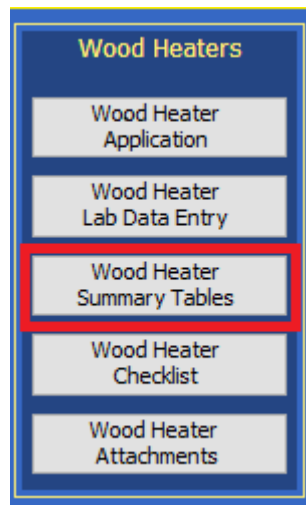 Wood Heaters
Wood Heater
Application
Wood Heater
Lab Data Entry
Wood Heater
Summary Tables
Wood Heater
Checklist
Wood Heater
Attachments